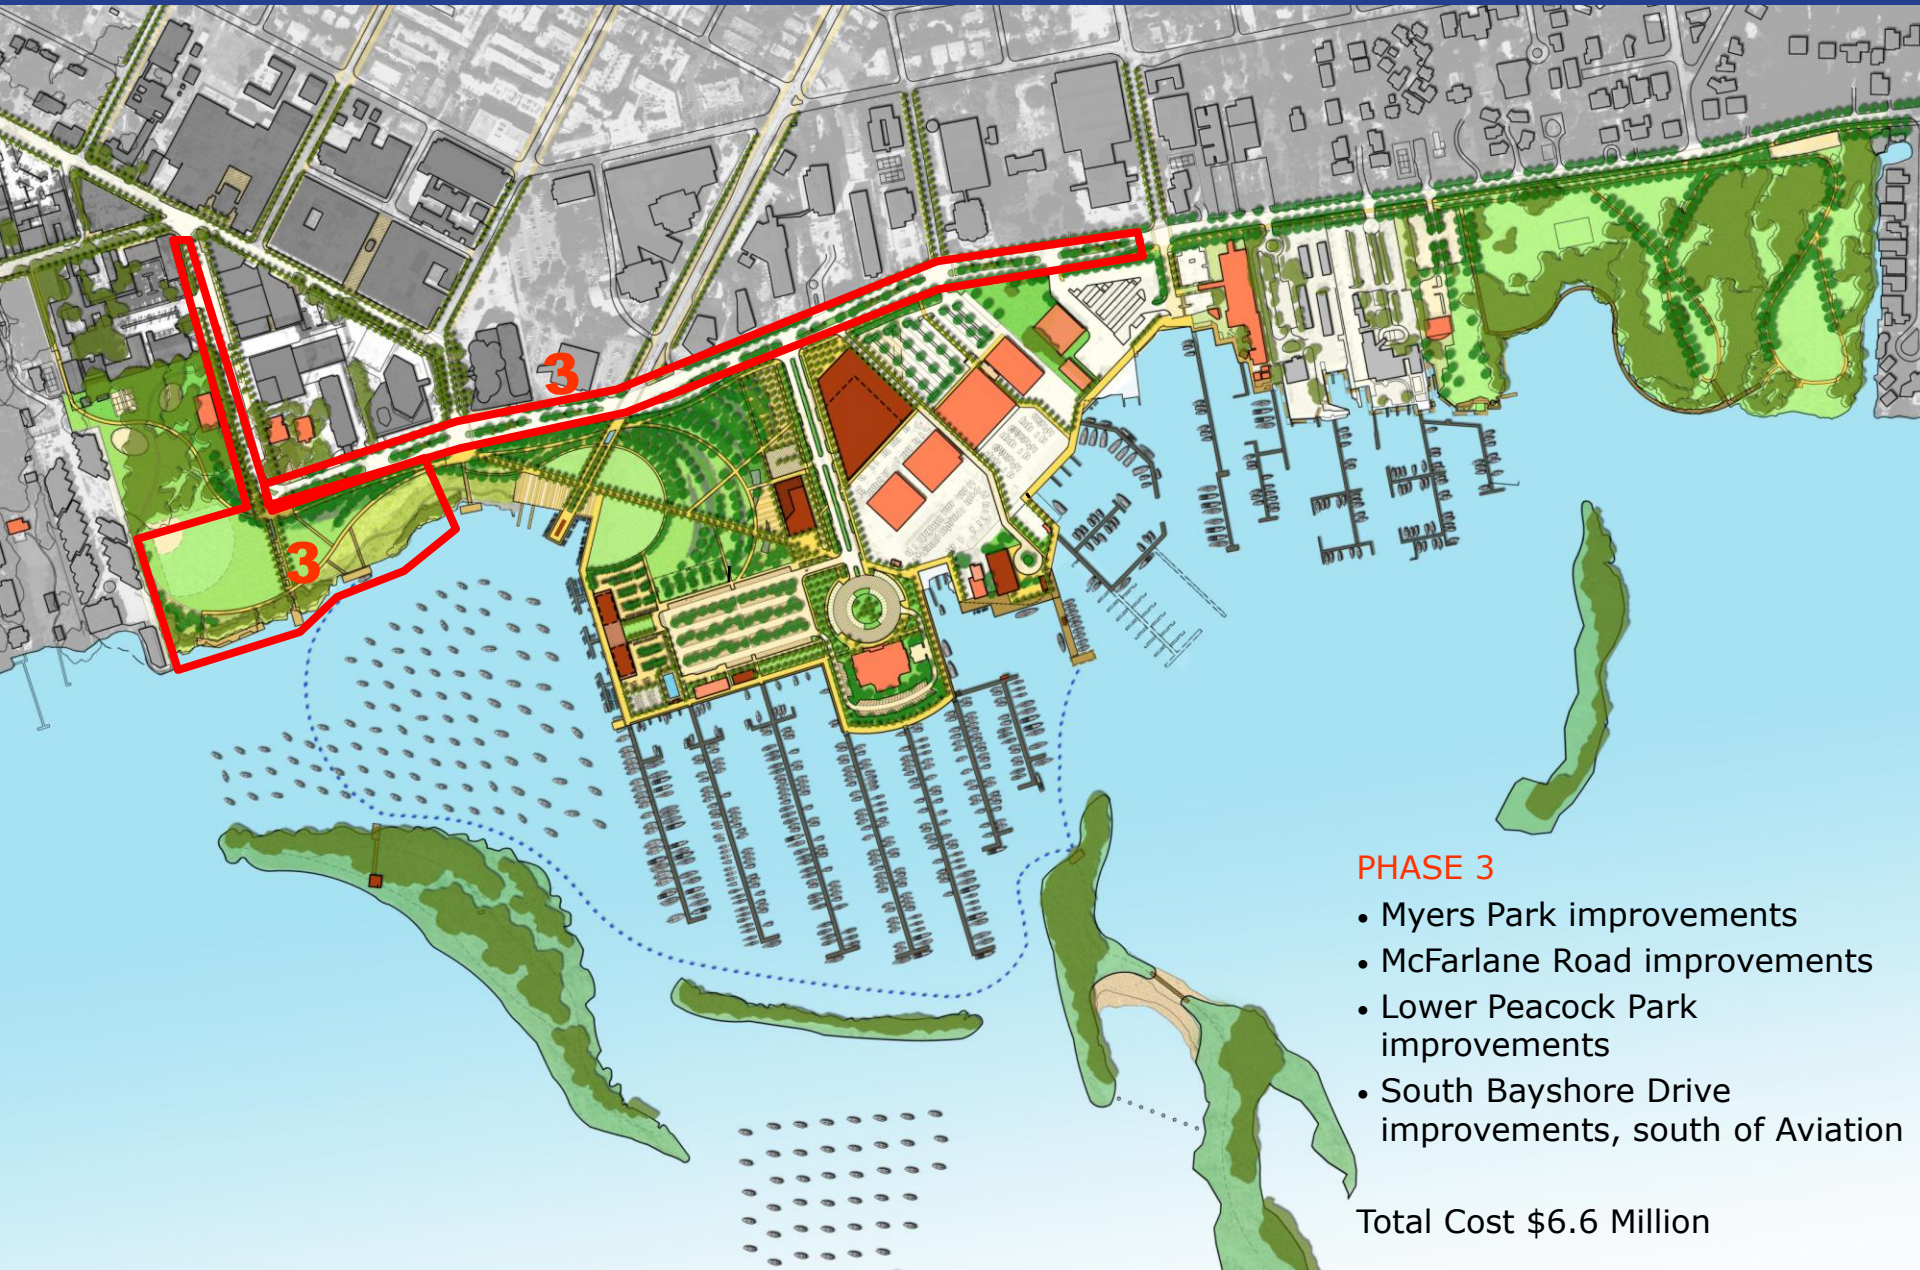 3
3
PHASE 3
• Myers Park improvements
• McFarlane Road improvements
• Lower Peacock Park
improvements
• South Bayshore Drive
improvements, south of Aviation
Total Cost $6.6 Million